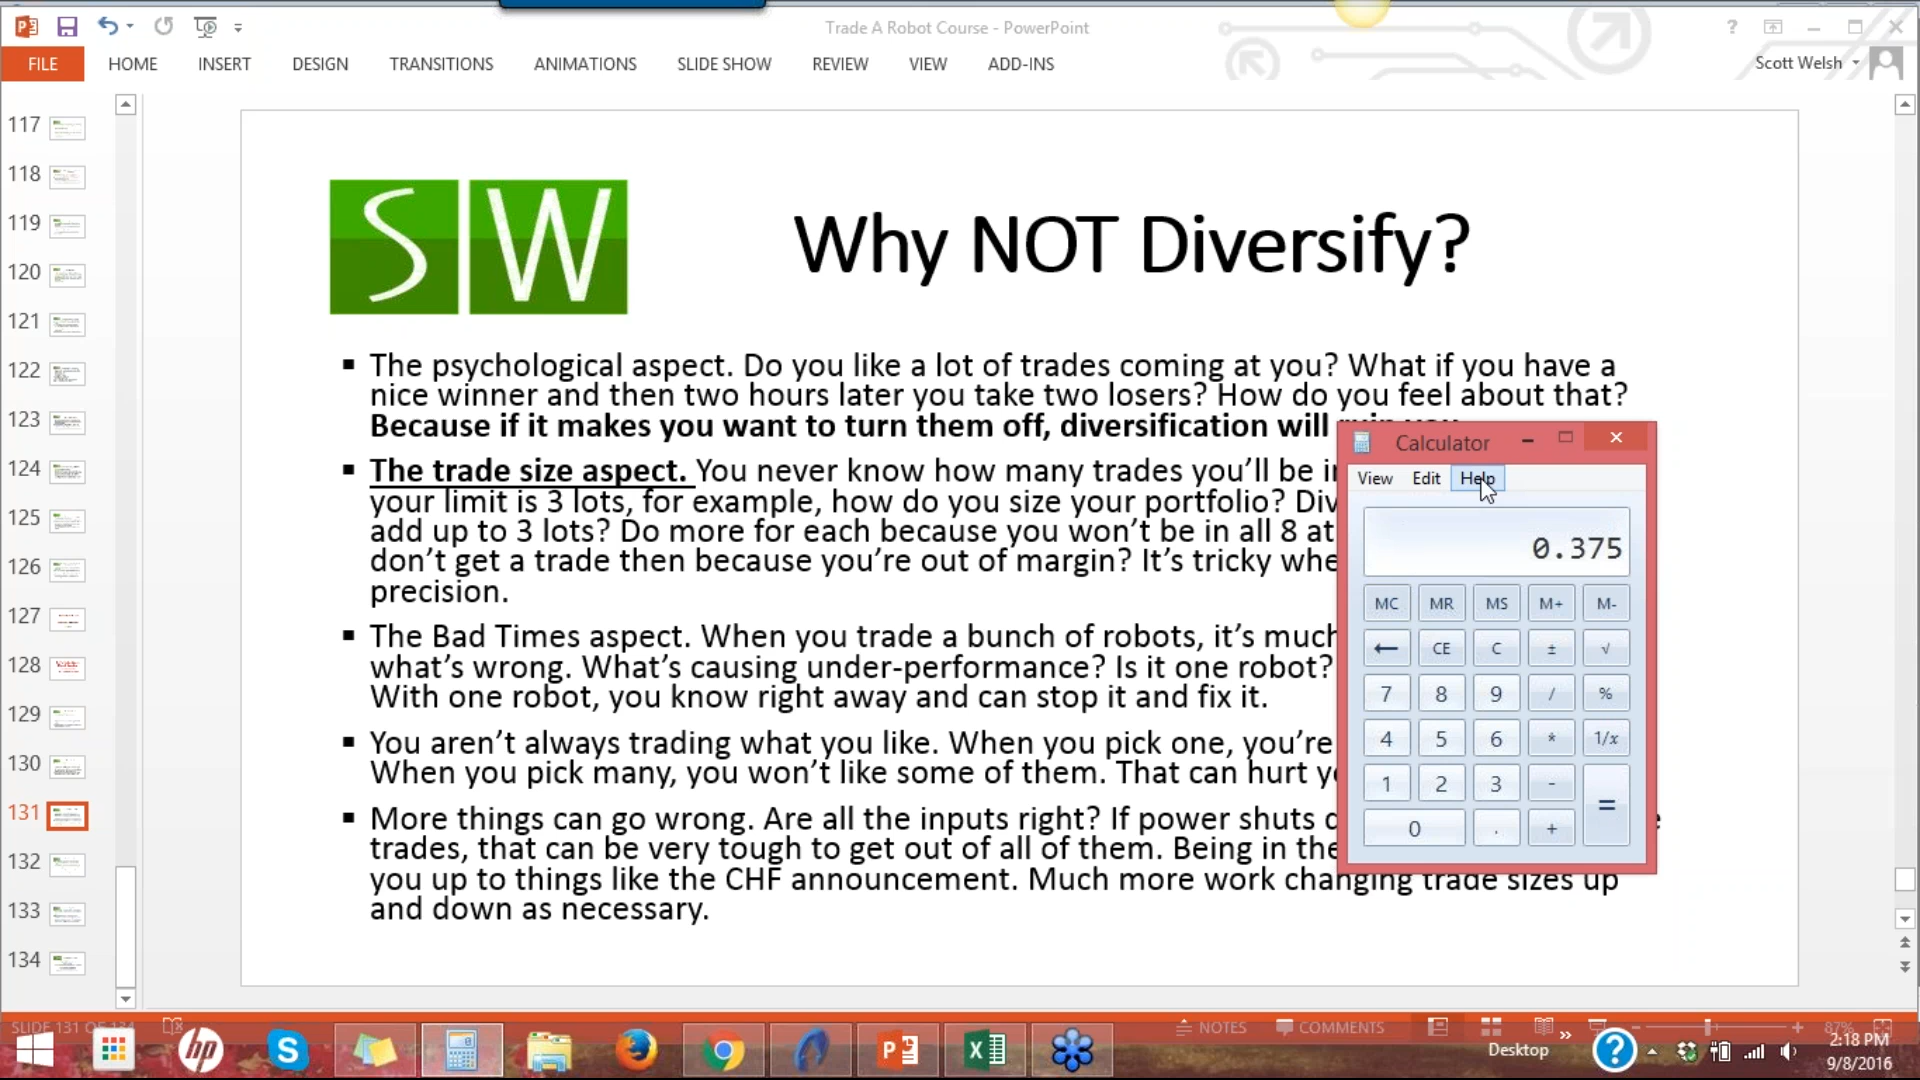 Trade A Robot Course - PowerPoint
?
FILE
HOME
INSERT
DESIGN
TRANSITIONS
ANIMATIONS
SLIDE SHOW
REVIEW
VIEW
ADD-INS
Scott Welsh
117
118
119
120
121
122
123
124
125
126
127
128
129
130
131
132
133
134
SW
Why NOT Diversify?
▪ The psychological aspect. Do you like a lot of trades coming at you? What if you have a
nice winner and then two hours later you take two losers? How do you feel about that?
Because if it makes you want to turn them off, diversification will
▪ The trade size aspect. You never know how many trades you'll be in
your limit is 3 lots, for example, how do you size your portfolio?
add up to 3 lots? Do more for each because you won't be in all 8 at
don't get a trade then because you're out of margin? It's tricky
precision.
▪ The Bad Times aspect. When you trade a bunch of robots, it's much
what's wrong. What's causing under-performance? Is it one robot?
With one robot, you know right away and can stop it and fix it.
▪ You aren't always trading what you like. When you pick one, you're
When you pick many, you won't like some of them. That can hurt
▪ More things can go wrong. Are all the inputs right? If power shuts
trades, that can be very tough to get out of all of them. Being in the
you up to things like the CHF announcement. Much more work changing trade sizes up
and down as necessary.
Calculator
View Edit Help
0.375
MC MR MS M+ M-
← CE C ± √
7 8 9 / %
4 5 6 * 1/x
1 2 3 - =
0 . +
SLIDE 131 OF 134
NOTES
COMMENTS
87%
hp
Desktop
?
2:18 PM
9/8/2016